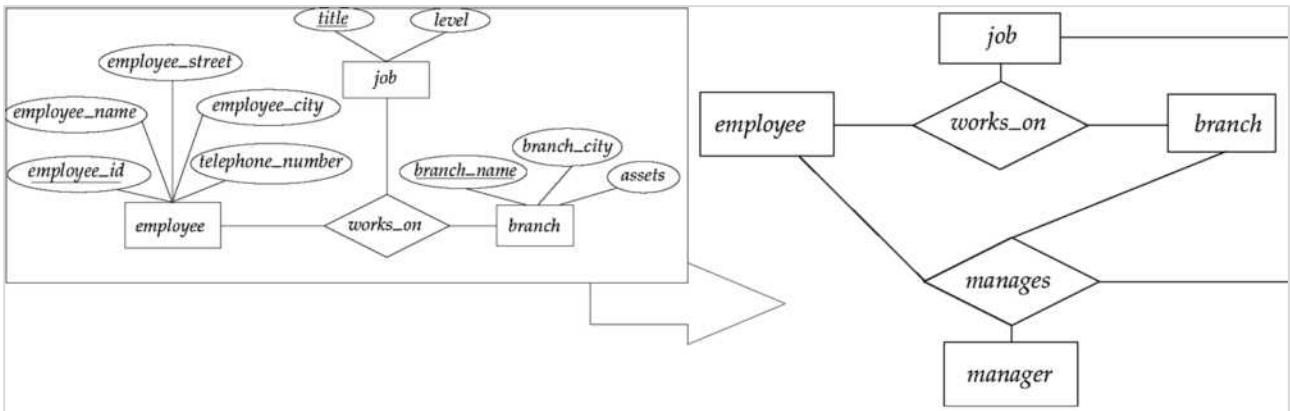 title
level
employee_street
job
employee_name
employee_city
employee_id
telephone_number
branch_name
branch_city
assets
employee
works_on
branch
job
employee
works_on
branch
manages
manager